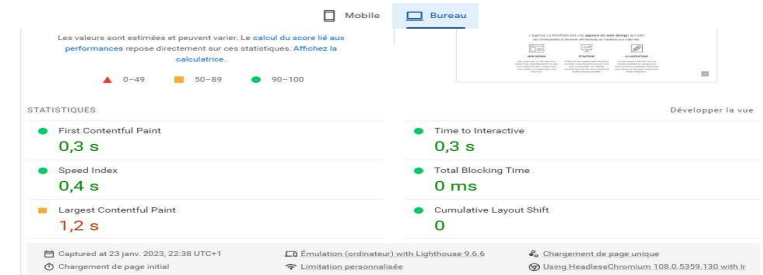 Mobile
Bureau
Les valeurs sont estimées et peuvent varier. Le calcul du score lié aux
performances repose directement sur ces statistiques. Affichez la
calculatrice.
0–49
50–89
90–100
STATISTIQUES
Développer la vue
First Contentful Paint
0,3 s
Time to Interactive
0,3 s
Speed Index
0,4 s
Total Blocking Time
0 ms
Largest Contentful Paint
1,2 s
Cumulative Layout Shift
0
Captured at 23 janv. 2023, 22:38 UTC+1
Émulation (ordinateur) with Lighthouse 9.6.6
Chargement de page unique
Chargement de page initial
Limitation personnalisée
Using HeadlessChromium 108.0.5359.130 with lr